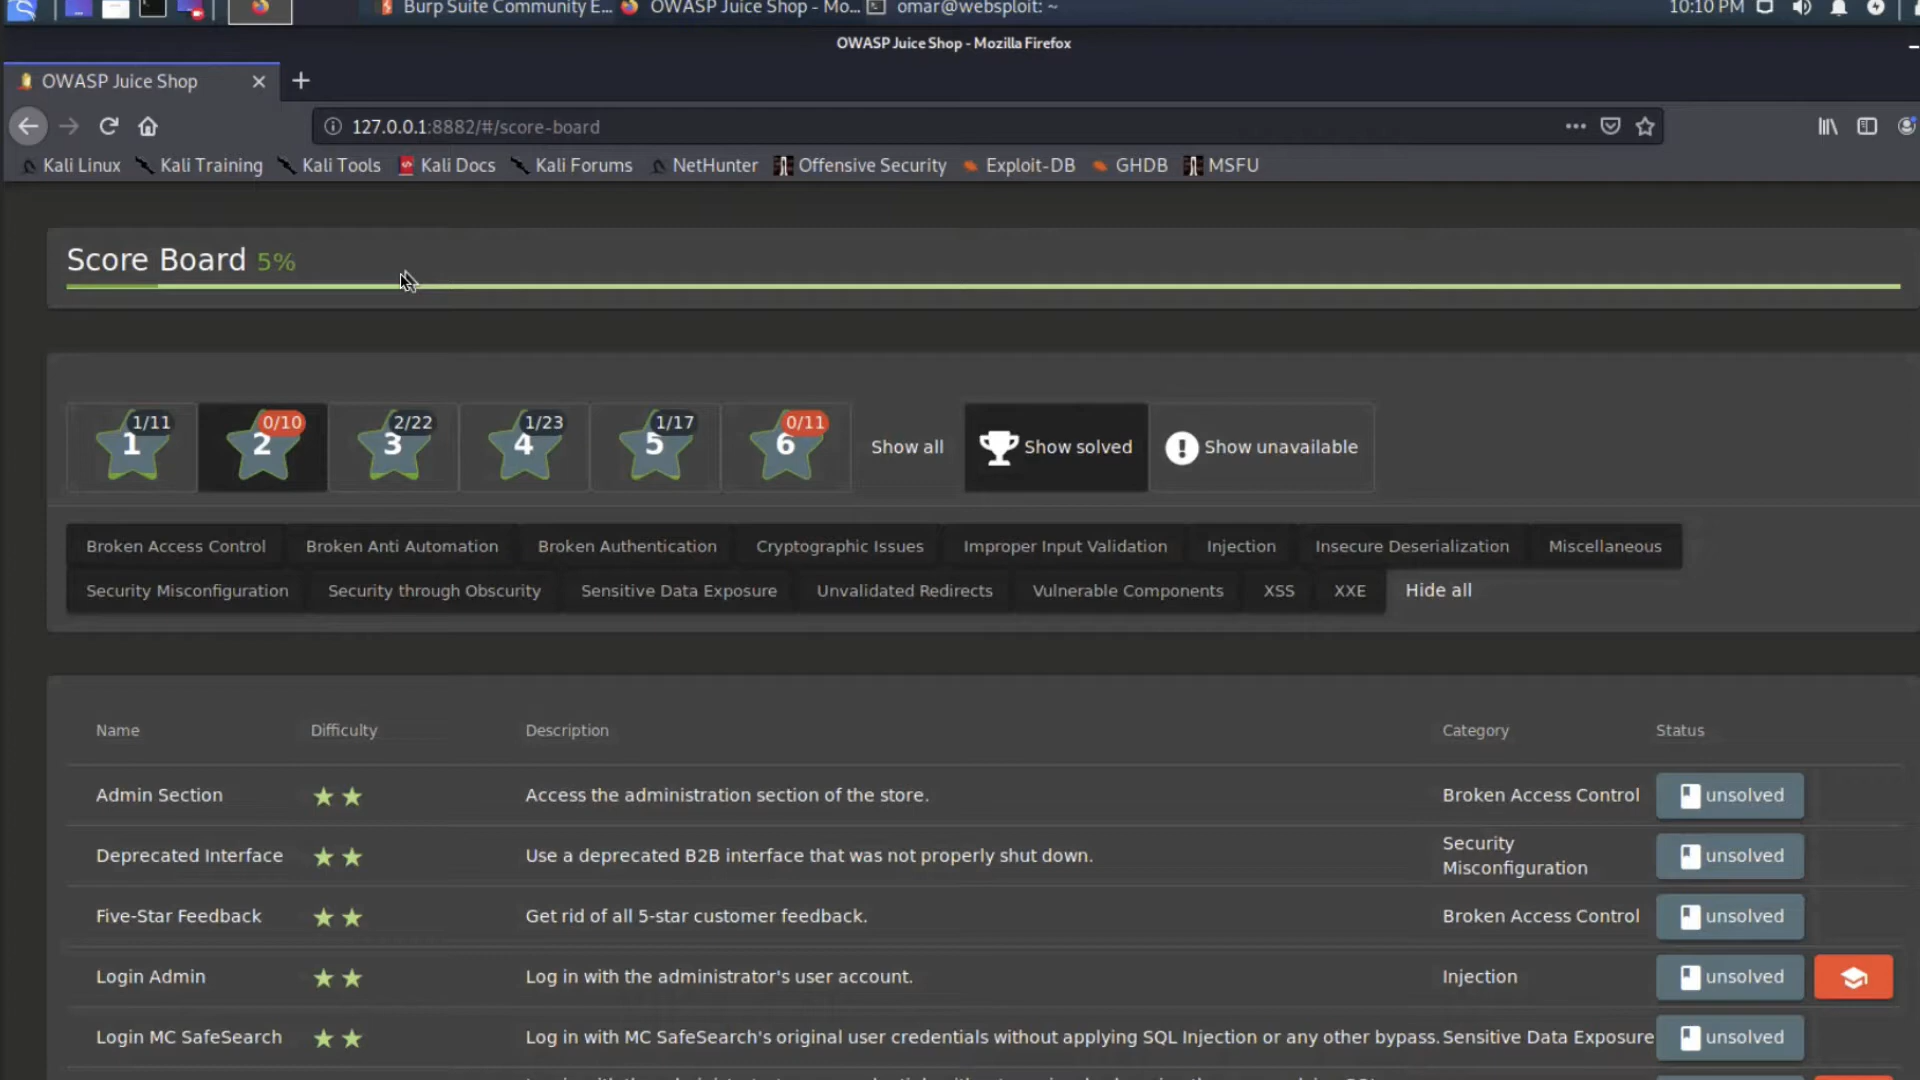 Burp Suite Community E... OWASP Juice Shop - Mo... omar@websploit: ~ 10:10 PM
OWASP Juice Shop - Mozilla Firefox
OWASP Juice Shop
127.0.0.1:8882/#/score-board
Kali Linux Kali Training Kali Tools Kali Docs Kali Forums NetHunter Offensive Security Exploit-DB GHDB MSFU
Score Board 5%
1/11 0/10 2/22 1/23 1/17 0/11
1 2 3 4 5 6 Show all Show solved Show unavailable
Broken Access Control Broken Anti Automation Broken Authentication Cryptographic Issues Improper Input Validation Injection Insecure Deserialization Miscellaneous
Security Misconfiguration Security through Obscurity Sensitive Data Exposure Unvalidated Redirects Vulnerable Components XSS XXE Hide all
Name Difficulty Description Category Status
Admin Section Access the administration section of the store. Broken Access Control unsolved
Deprecated Interface Use a deprecated B2B interface that was not properly shut down. Security Misconfiguration unsolved
Five-Star Feedback Get rid of all 5-star customer feedback. Broken Access Control unsolved
Login Admin Log in with the administrator's user account. Injection unsolved
Login MC SafeSearch Log in with MC SafeSearch's original user credentials without applying SQL Injection or any other bypass. Sensitive Data Exposure unsolved